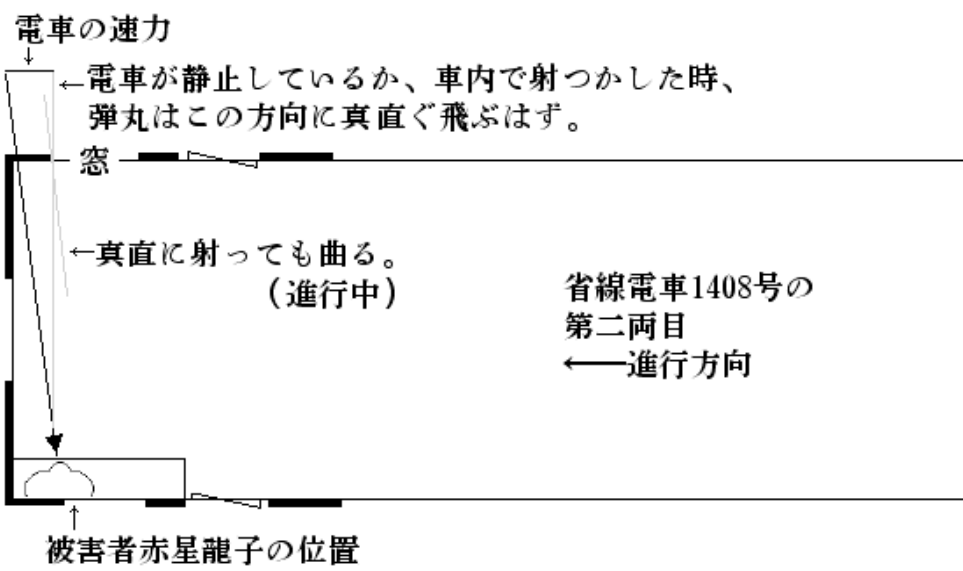 電車の速力
↓
←電車が静止しているか、車内で射つかした時、
弾丸はこの方向に真直ぐ飛ぶはず。
窓
←真直に射っても曲る。
（進行中）
省線電車1408号の
第二両目
←──進行方向
↑
被害者赤星龍子の位置